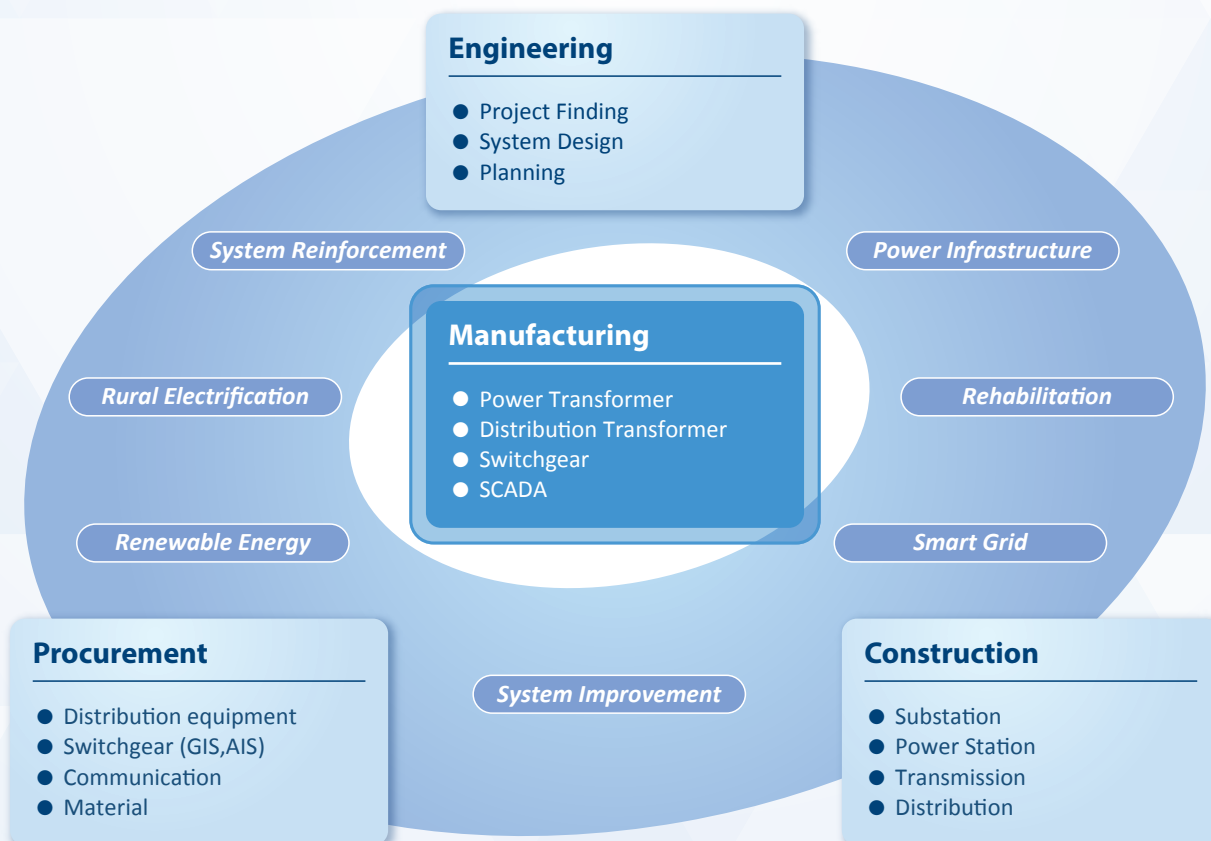 Engineering
● Project Finding
● System Design
● Planning
System Reinforcement
Power Infrastructure
Manufacturing
● Power Transformer
● Distribution Transformer
● Switchgear
● SCADA
Rural Electrification
Rehabilitation
Renewable Energy
Smart Grid
Procurement
● Distribution equipment
● Switchgear (GIS,AIS)
● Communication
● Material
System Improvement
Construction
● Substation
● Power Station
● Transmission
● Distribution